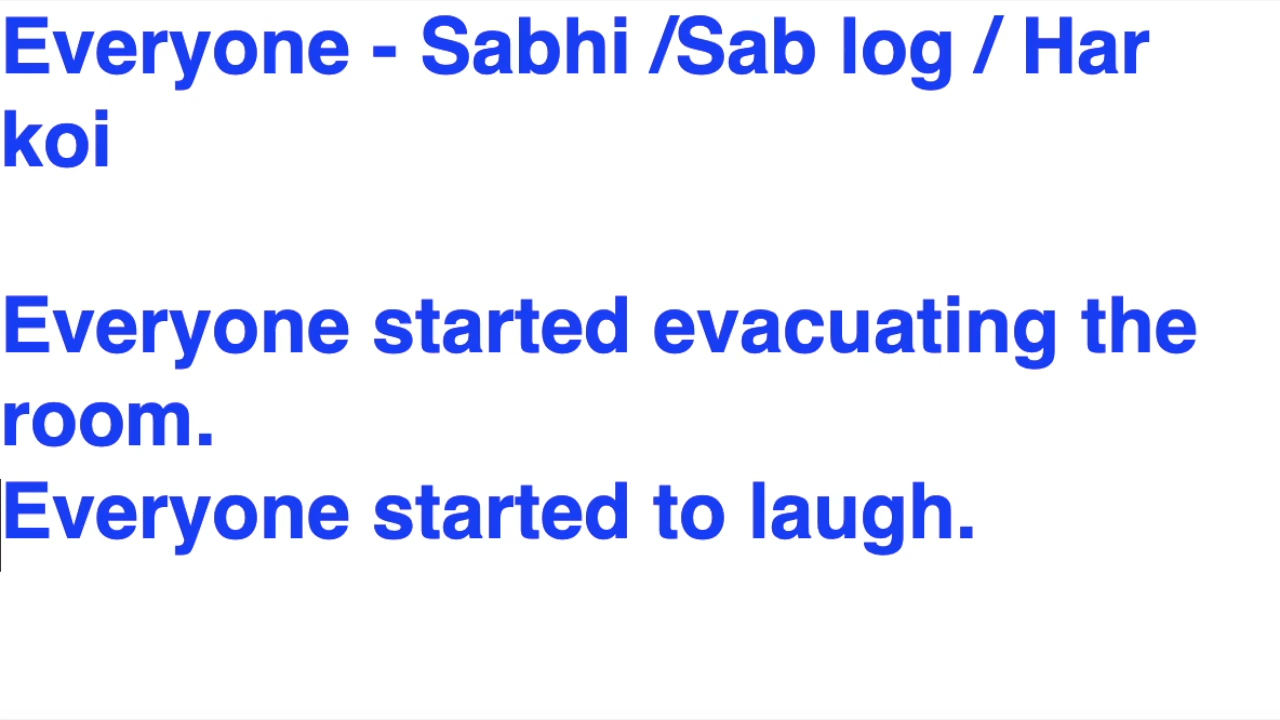 Everyone - Sabhi /Sab log / Har
koi
Everyone started evacuating the
room.
Everyone started to laugh.